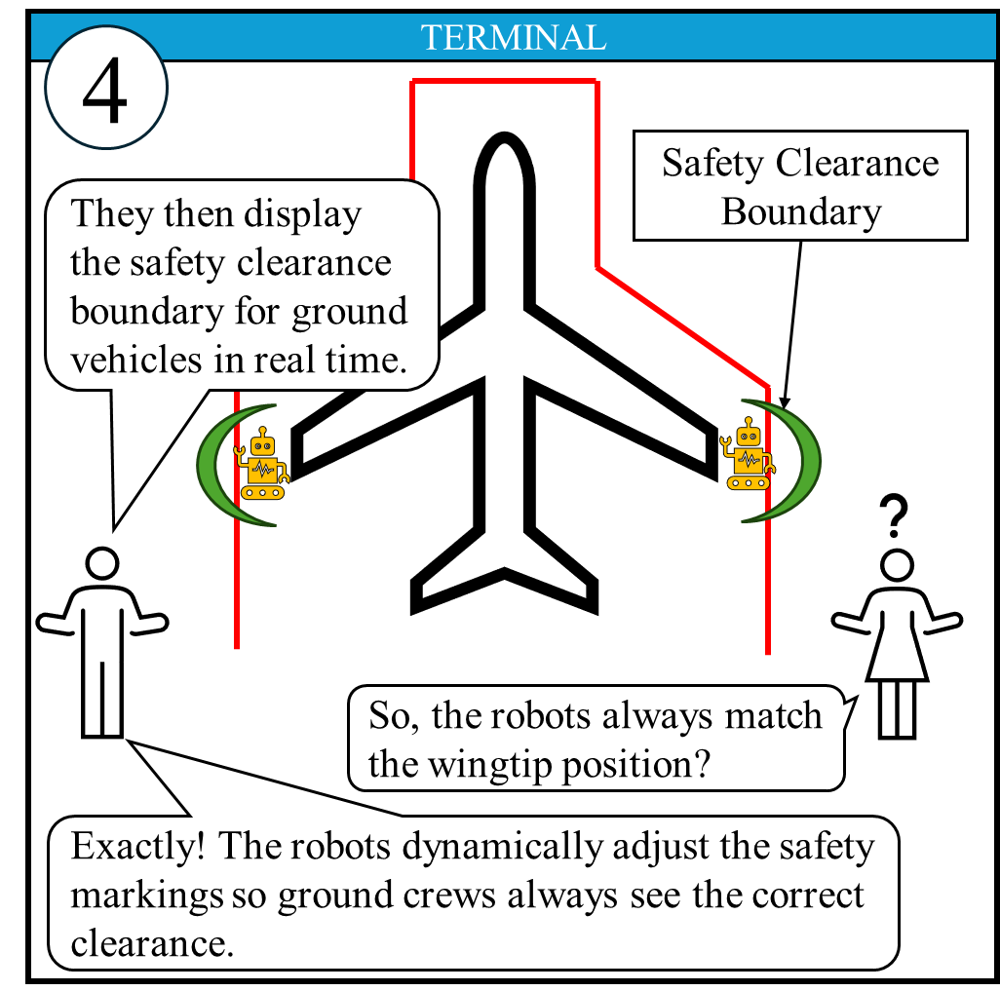 TERMINAL
4
Safety Clearance
Boundary
They then display
the safety clearance
boundary for ground
vehicles in real time.
?
So, the robots always match
the wingtip position?
Exactly! The robots dynamically adjust the safety
markings so ground crews always see the correct
clearance.